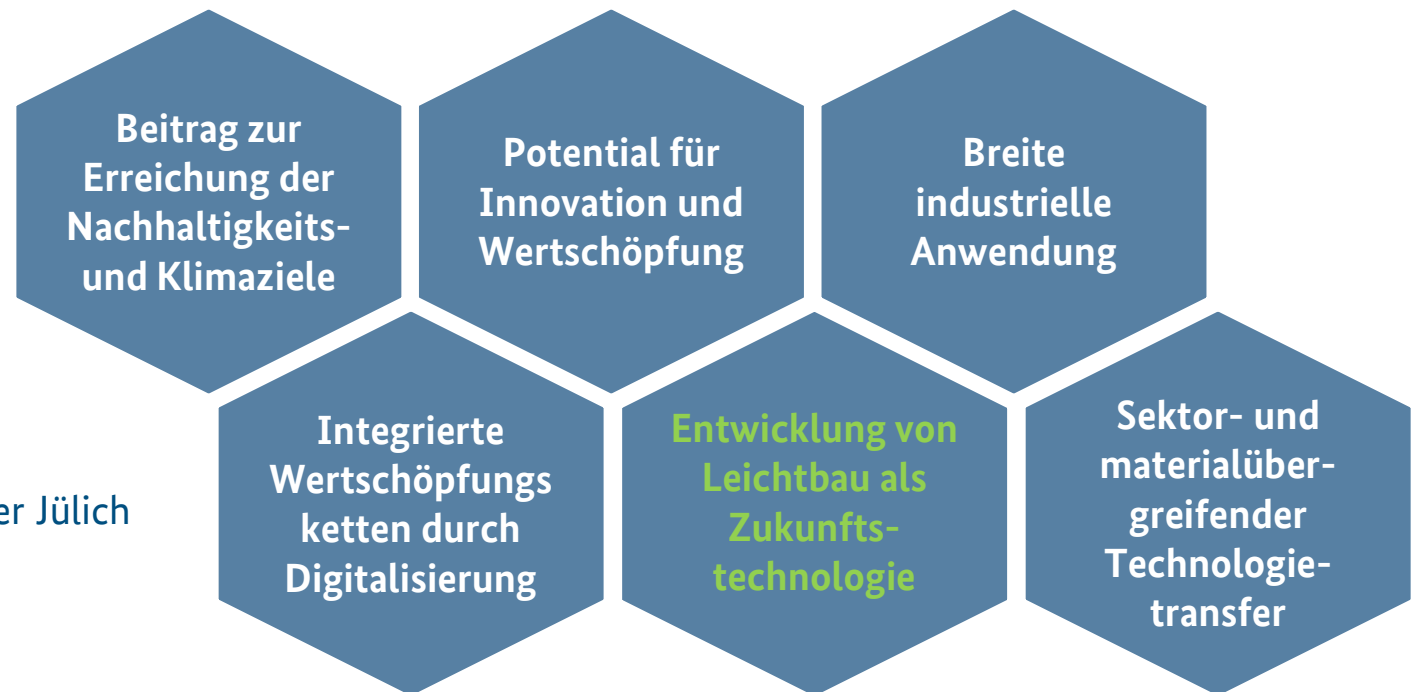 Beitrag zur
Erreichung der
Nachhaltigkeits-
und Klimaziele
Potential für
Innovation und
Wertschöpfung
Breite
industrielle
Anwendung
er Jülich
Integrierte
Wertschöpfungs
ketten durch
Digitalisierung
Entwicklung von
Leichtbau als
Zukunfts-
technologie
Sektor- und
materialüber-
greifender
Technologie-
transfer